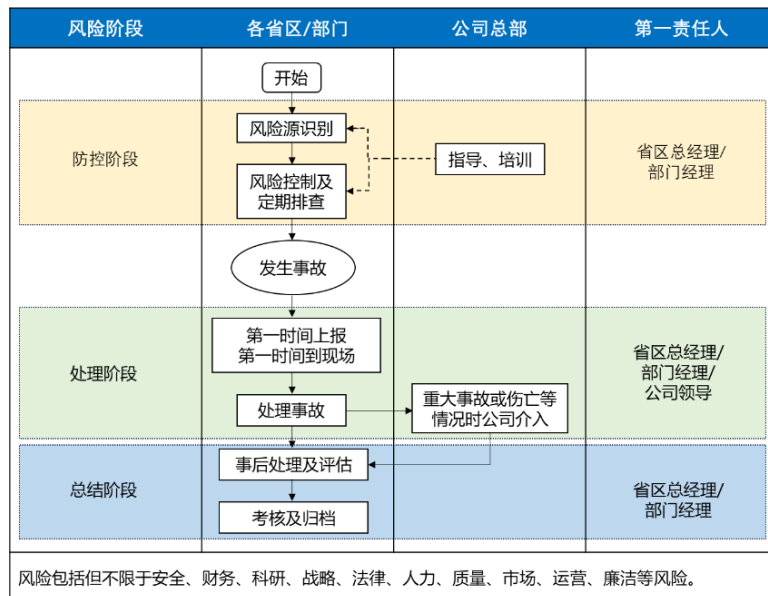 风险阶段
各省区/部门
公司总部
第一责任人
开始
防控阶段
风险源识别
指导、培训
风险控制及
定期排查
省区总经理/
部门经理
发生事故
处理阶段
第一时间上报
第一时间到现场
处理事故
重大事故或伤亡等
情况时公司介入
省区总经理/
部门经理/
公司领导
总结阶段
事后处理及评估
考核及归档
省区总经理/
部门经理
风险包括但不限于安全、财务、科研、战略、法律、人力、质量、市场、运营、廉洁等风险。